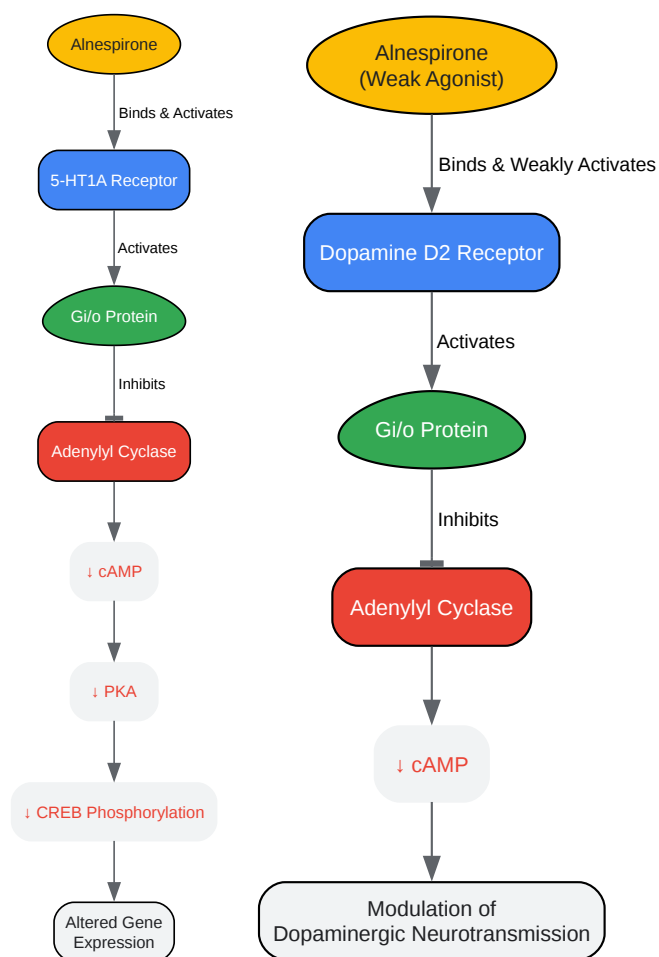 Alnespirone
Binds & Activates
5-HT1A Receptor
Activates
Gi/o Protein
Inhibits
Adenylyl Cyclase
↓ cAMP
↓ PKA
↓ CREB Phosphorylation
Altered Gene
Expression
Alnespirone
(Weak Agonist)
Binds & Weakly Activates
Dopamine D2 Receptor
Activates
Gi/o Protein
Inhibits
Adenylyl Cyclase
↓ cAMP
Modulation of
Dopaminergic Neurotransmission